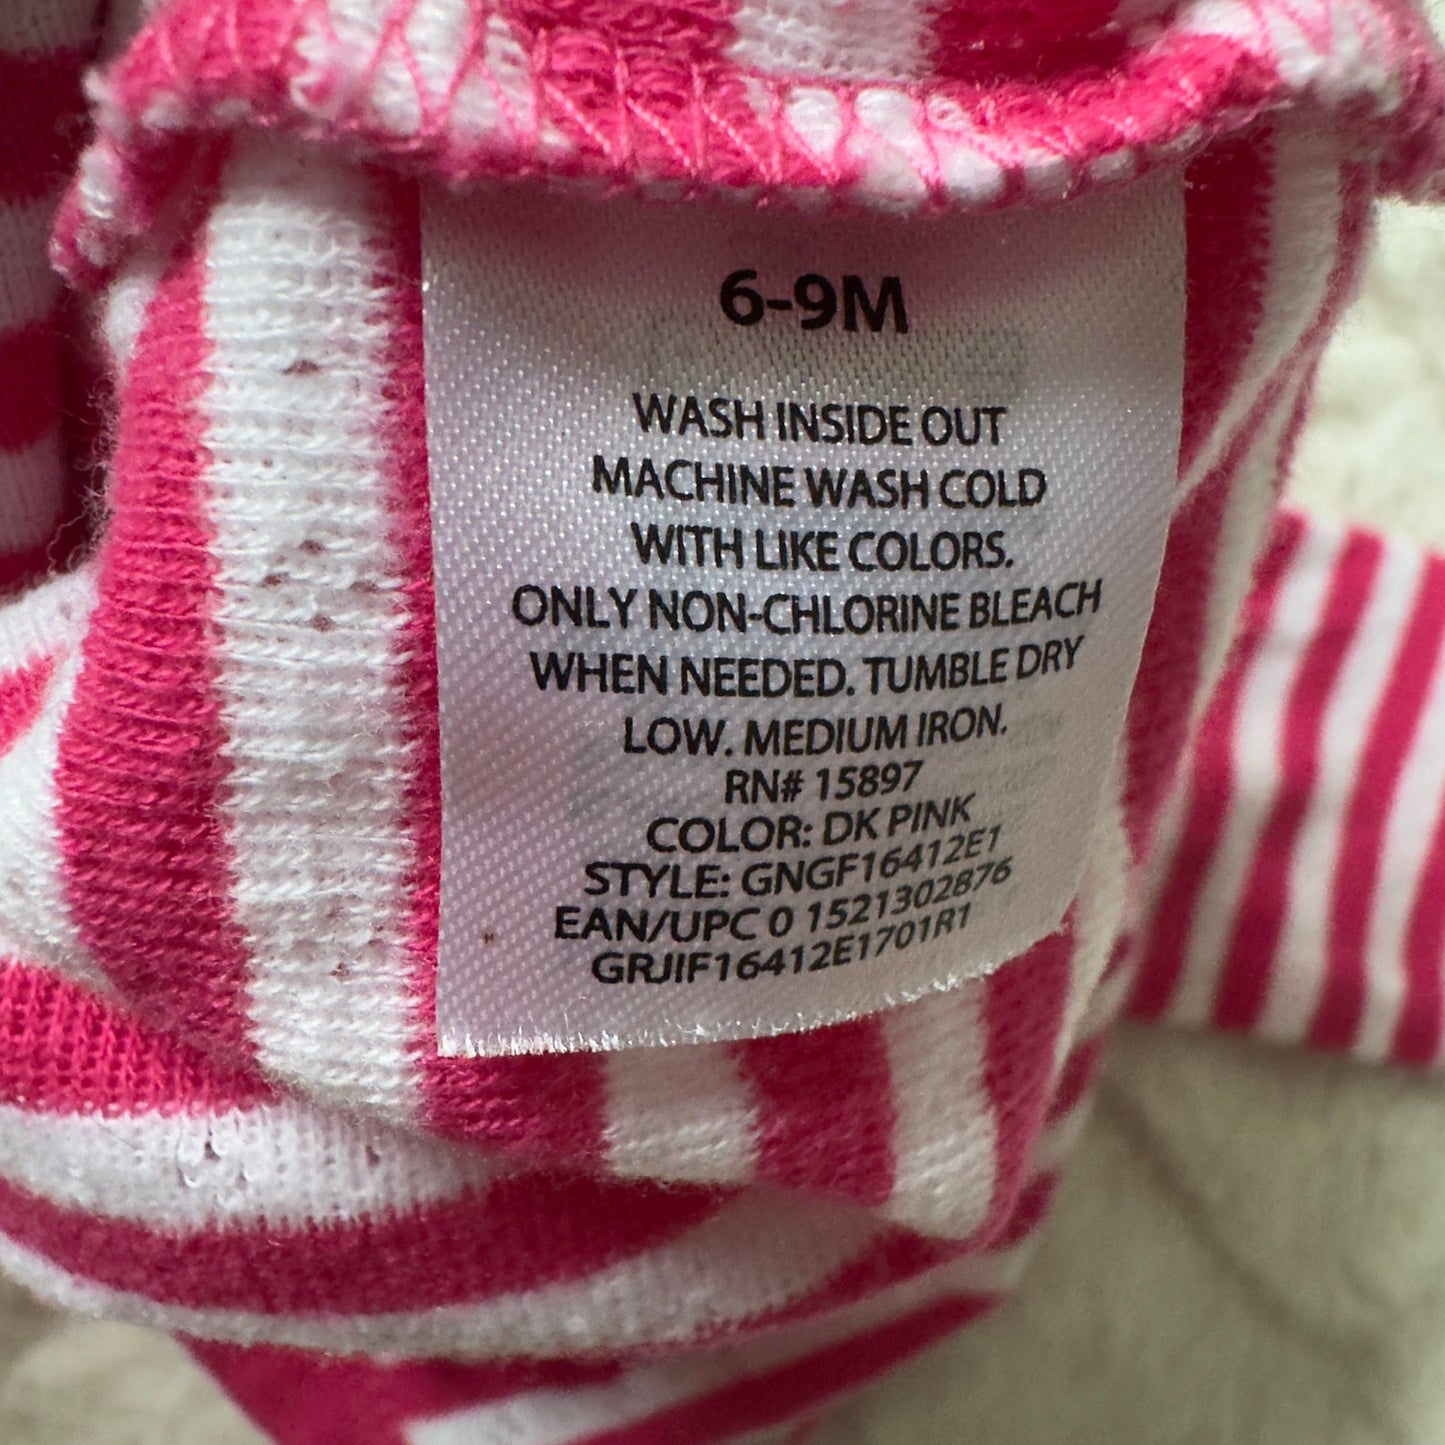 6-9M
WASH INSIDE OUT
MACHINE WASH COLD
WITH LIKE COLORS.
ONLY NON-CHLORINE BLEACH
WHEN NEEDED. TUMBLE DRY
LOW. MEDIUM IRON.
RN# 15897
COLOR: DK PINK
STYLE: GNGF16412E1
EAN/UPC 0 1521302876
GRJIF16412E1701R1